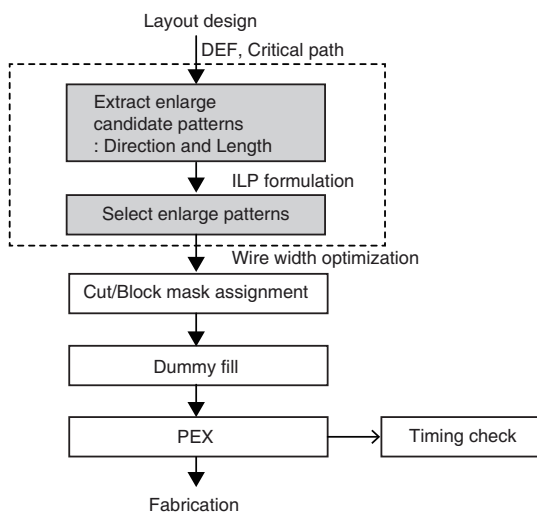 Layout design
DEF, Critical path
Extract enlarge
candidate patterns
: Direction and Length
ILP formulation
Select enlarge patterns
Wire width optimization
Cut/Block mask assignment
Dummy fill
PEX
Timing check
Fabrication